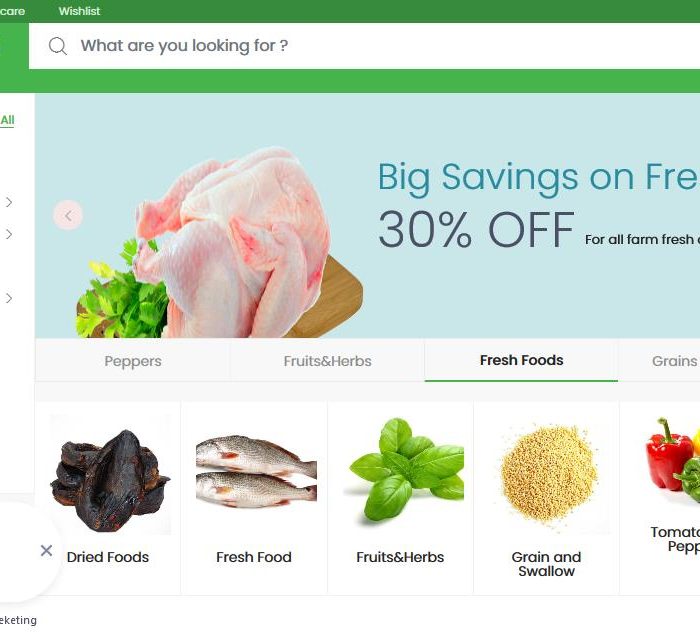 care Wishlist
What are you looking for ?
All
Big Savings on Fre
30% OFF For all farm fresh
Peppers Fruits&Herbs Fresh Foods Grains
Dried Foods Fresh Food Fruits&Herbs Grain and
Swallow
Tomato
Pepp
eketing